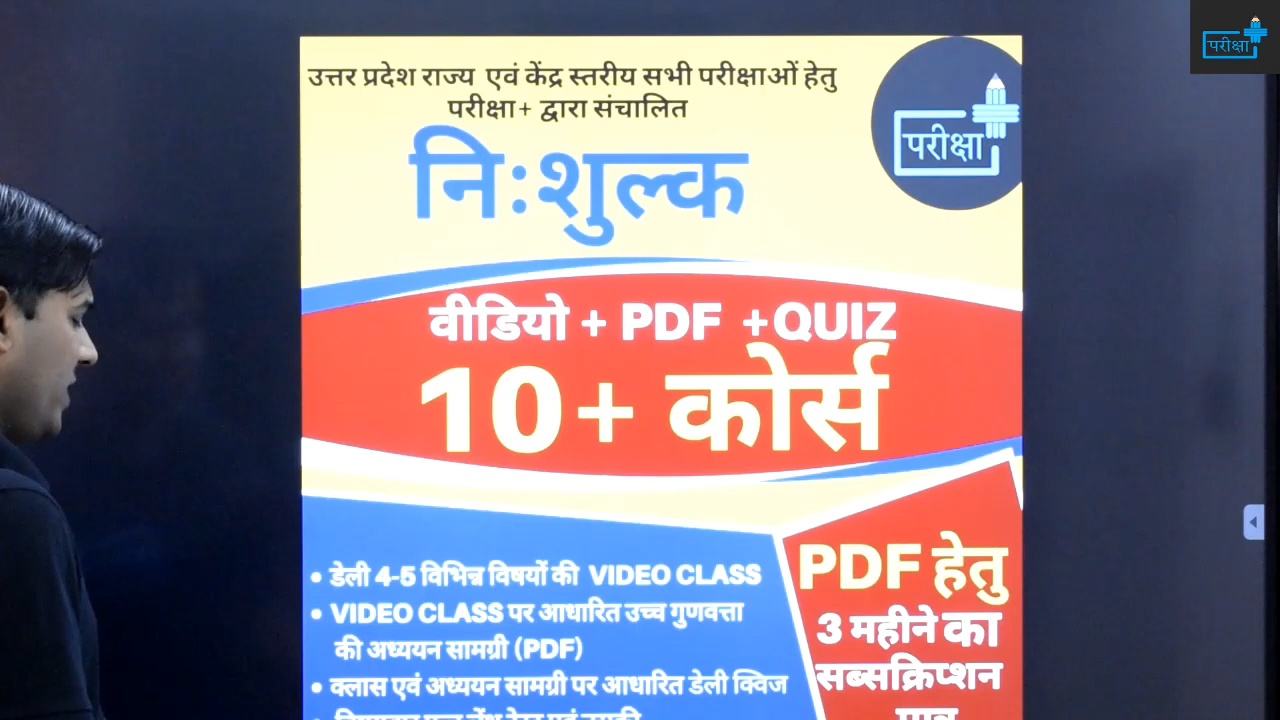 परीक्षा
उत्तर प्रदेश राज्य एवं केंद्र स्तरीय सभी परीक्षाओं हेतु
परीक्षा+ द्वारा संचालित
निःशुल्क
परीक्षा
वीडियो + PDF +QUIZ
10+ कोर्स
• डेली 4-5 विभिन्न विषयों की VIDEO CLASS
• VIDEO CLASS पर आधारित उच्च गुणवत्ता
की अध्ययन सामग्री (PDF)
• क्लास एवं अध्ययन सामग्री पर आधारित डेली क्विज
PDF हेतु
3 महीने का
सब्सक्रिप्शन